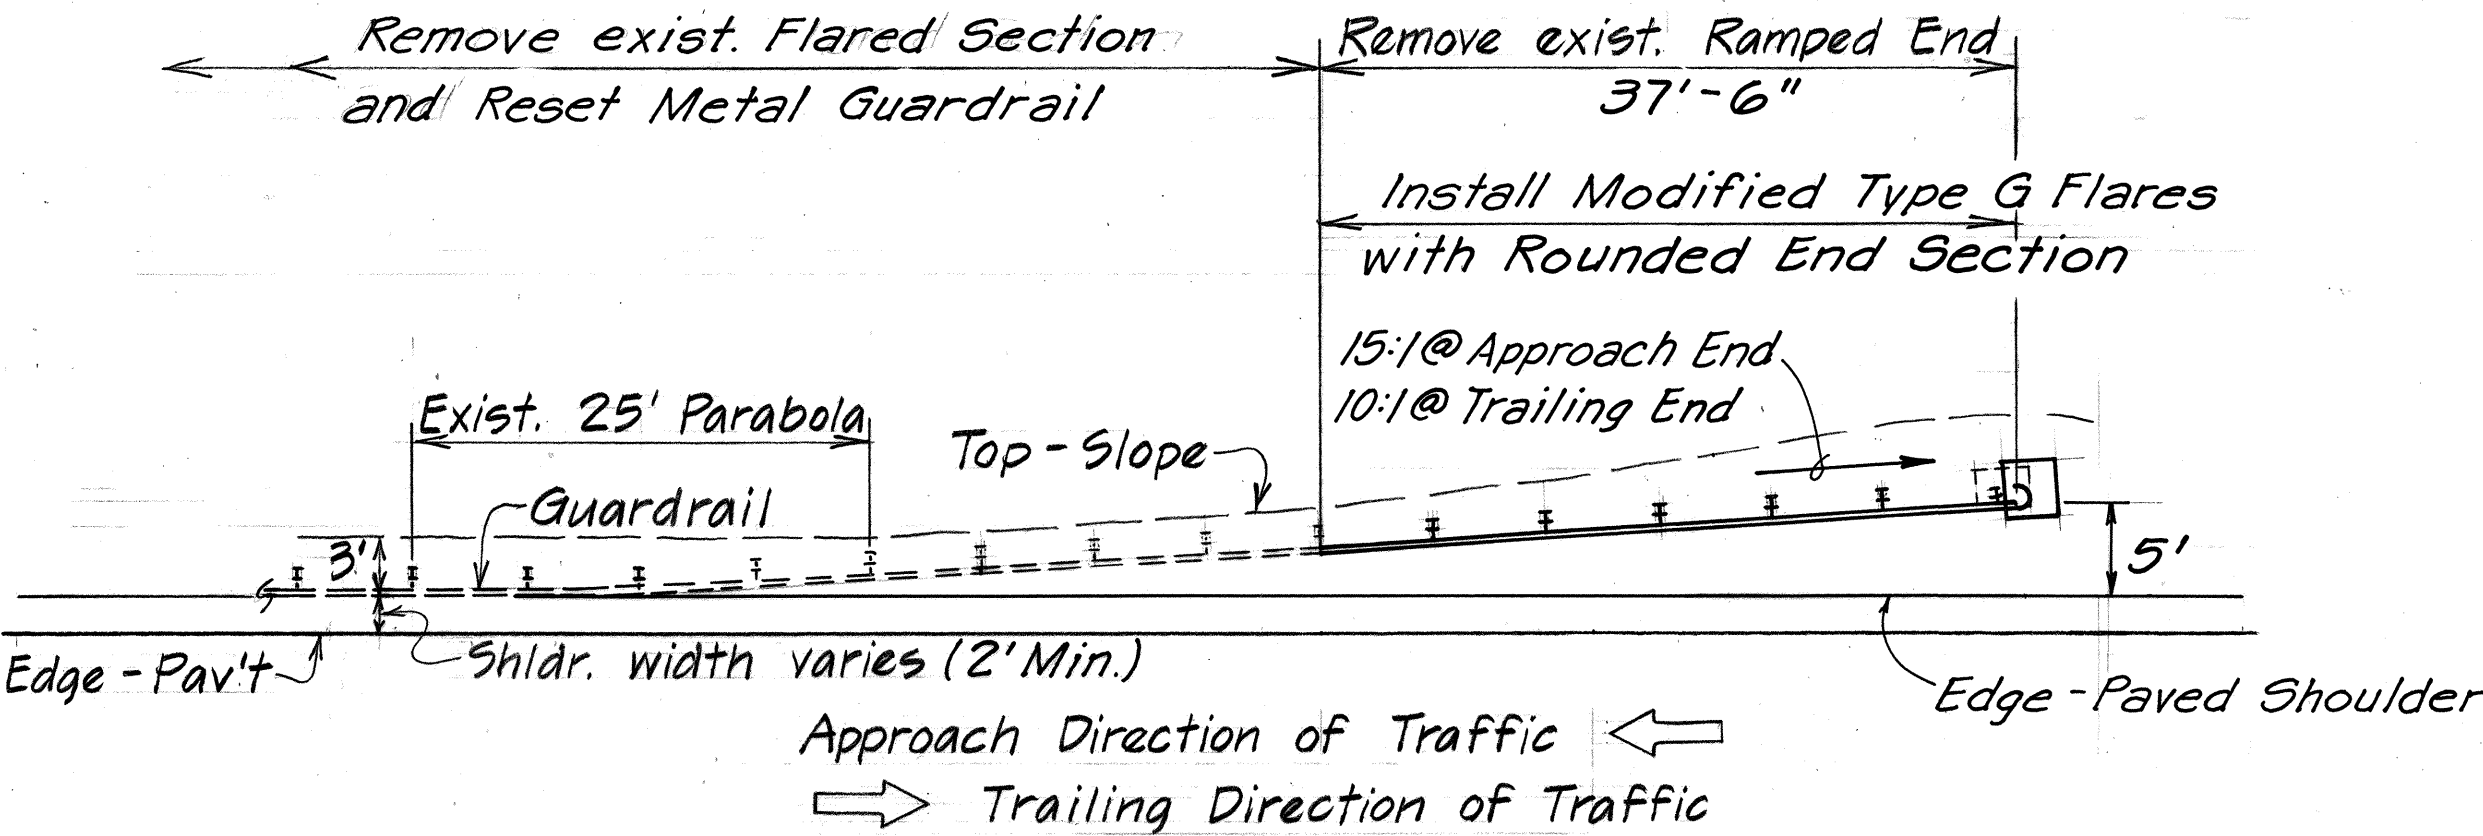 Remove exist. Flared Section
and Reset Metal Guardrail
Remove exist. Ramped End
37'-6"
Install Modified Type G Flares
with Rounded End Section
15:1@ Approach End
10:1@ Trailing End
Exist. 25' Parabola
Top - Slope
Guardrail
3'
5'
Shldr. width varies (2' Min.)
Edge - Pav't
Edge - Paved Shoulder
Approach Direction of Traffic
Trailing Direction of Traffic